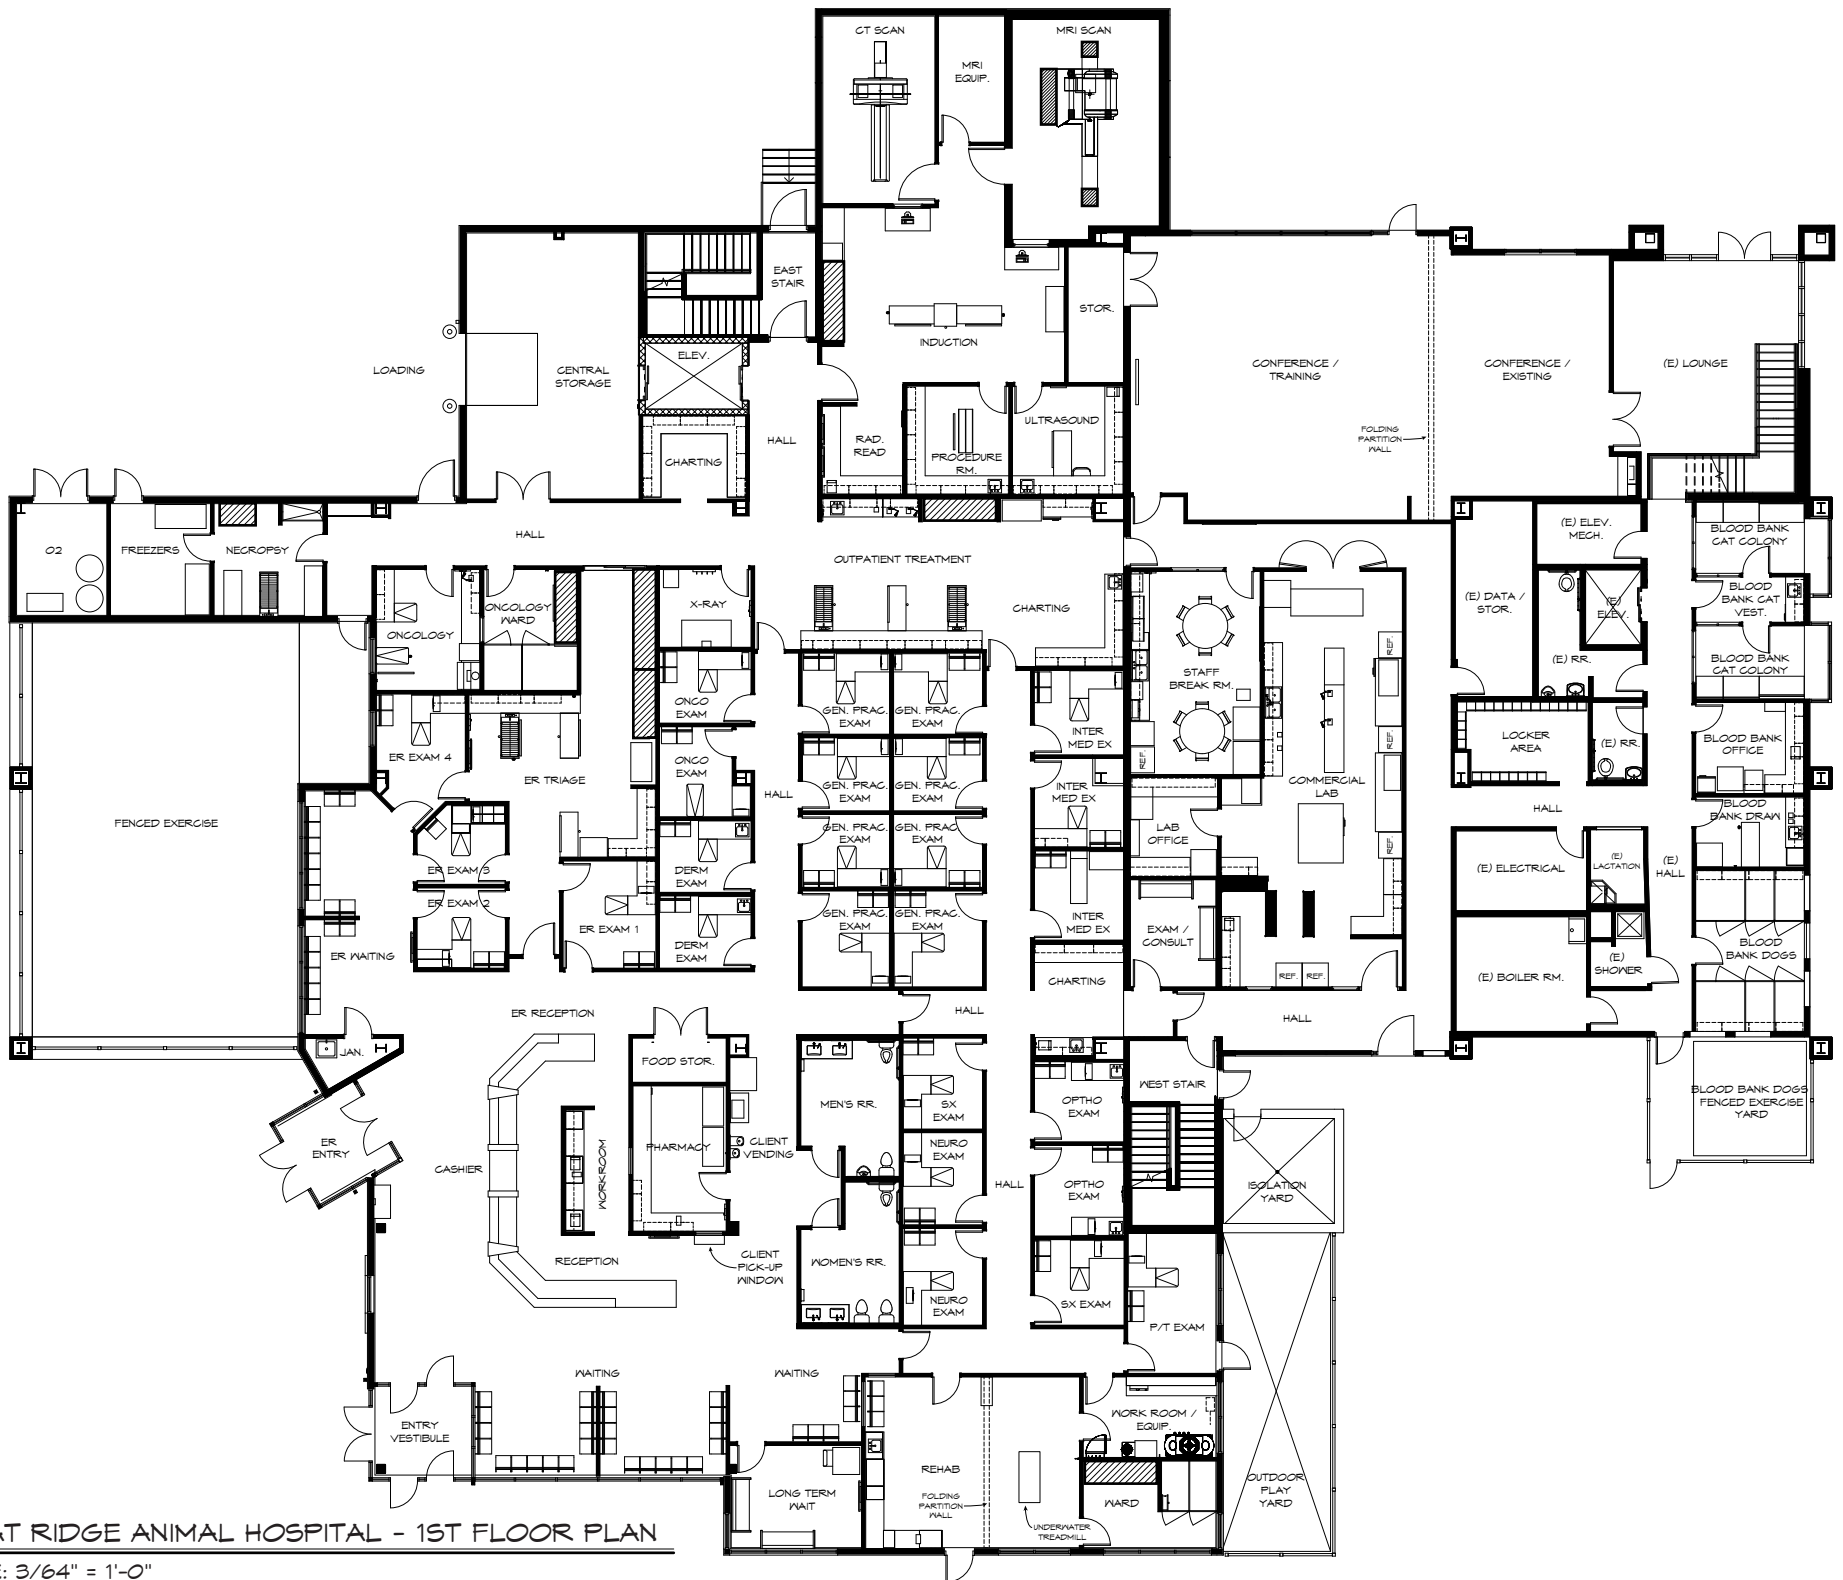 CT SCAN
MRI
EQUIP.
MRI SCAN
EAST
STAIR
STOR.
INDUCTION
ELEV.
LOADING
CENTRAL
STORAGE
CONFERENCE /
TRAINING
CONFERENCE /
EXISTING
(E) LOUNGE
FOLDING
PARTITION
WALL
HALL
CHARTING
RAD.
READ
PROCEDURE
RM.
ULTRASOUND
O2
FREEZERS
NECROPSY
HALL
OUTPATIENT TREATMENT
CHARTING
(E) ELEV.
MECH.
BLOOD BANK
CAT COLONY
(E) DATA /
STOR.
(E)
ELEV.
BLOOD
BANK CAT
VEST.
(E) RR.
BLOOD BANK
CAT COLONY
ONCOLOGY
ONCOLOGY
WARD
X-RAY
ONCO
EXAM
GEN. PRAC.
EXAM
GEN. PRAC.
EXAM
INTER
MED EX
STAFF
BREAK RM.
REF.
REF.
REF.
REF.
COMMERCIAL
LAB
LOCKER
AREA
(E) RR.
BLOOD BANK
OFFICE
ER EXAM 4
ER TRIAGE
ONCO
EXAM
HALL
GEN. PRAC.
EXAM
GEN. PRAC.
EXAM
INTER
MED EX
FENCED EXERCISE
HALL
BLOOD
BANK DRAW
ER EXAM 3
DERM
EXAM
GEN. PRAC.
EXAM
GEN. PRAC.
EXAM
LAB
OFFICE
(E) ELECTRICAL
(E)
LACTATION
(E)
HALL
ER EXAM 2
ER EXAM 1
DERM
EXAM
GEN. PRAC.
EXAM
GEN. PRAC.
EXAM
INTER
MED EX
EXAM /
CONSULT
REF.
REF.
ER WAITING
CHARTING
(E) BOILER RM.
(E)
SHOWER
BLOOD
BANK DOGS
ER RECEPTION
HALL
HALL
JAN.
FOOD STOR.
MEN'S RR.
SX
EXAM
OPTHO
EXAM
WEST STAIR
BLOOD BANK DOGS
FENCED EXERCISE
YARD
ER
ENTRY
CASHIER
WORKROOM
PHARMACY
CLIENT
VENDING
NEURO
EXAM
HALL
OPTHO
EXAM
ISOLATION
YARD
RECEPTION
CLIENT
PICK-UP
WINDOW
WOMEN'S RR.
NEURO
EXAM
SX EXAM
P/T EXAM
WAITING
WAITING
ENTRY
VESTIBULE
WORK ROOM /
EQUIP.
REHAB
LONG TERM
WAIT
FOLDING
PARTITION
WALL
UNDERWATER
TREADMILL
WARD
OUTDOOR
PLAY
YARD
T RIDGE ANIMAL HOSPITAL - 1ST FLOOR PLAN
: 3/64" = 1'-0"